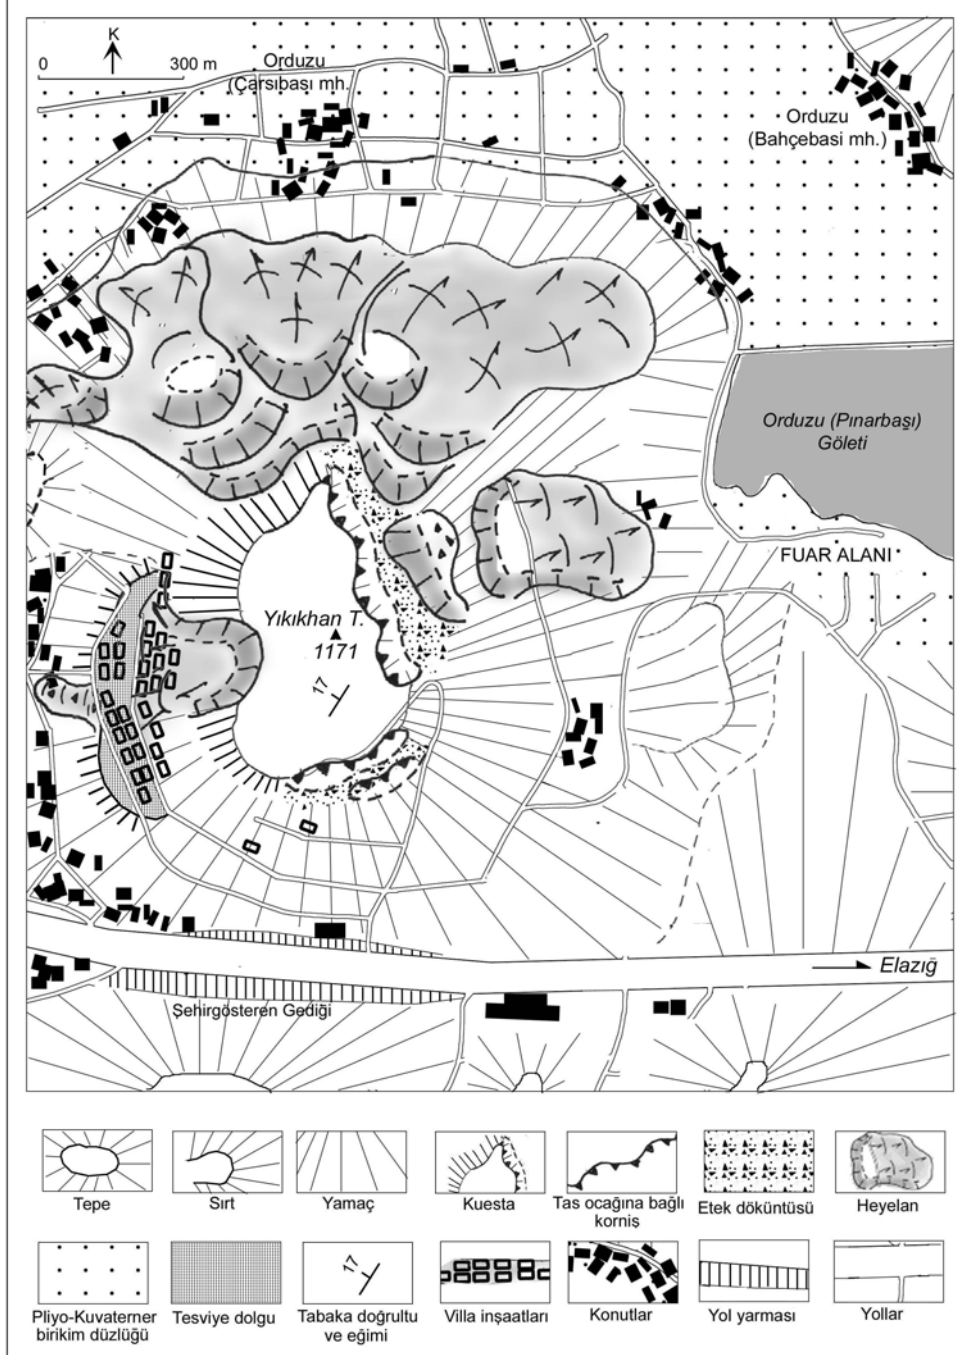 K
0 300 m
Orduzu
(Çarsıbası mh.
Orduzu
(Bahçebasi mh.)
Orduzu (Pınarbaşı)
Göleti
FUAR ALANI
Yıkıkhan T.
1171
17
Elazığ
Şehirgösteren Gediği
Tepe
Sırt
Yamaç
Kuesta
Tas ocağına bağlı
korniş
Etek döküntüsü
Heyelan
17
Pliyo-Kuvaterner
birikim düzlüğü
Tesviye dolgu
Tabaka doğrultu
ve eğimi
Villa inşaatları
Konutlar
Yol yarması
Yollar